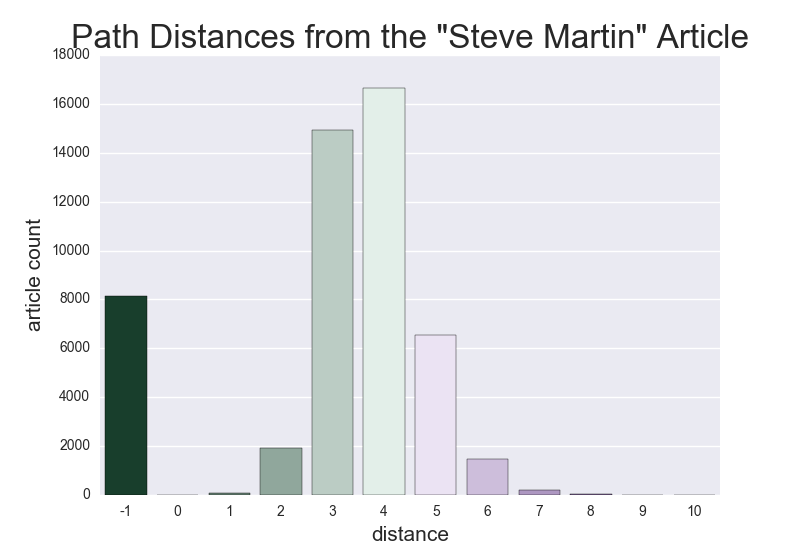 Path Distances from the "Steve Martin" Article
18000
16000
14000
12000
10000
8000
6000
4000
2000
0
article count
-1 0 1 2 3 4 5 6 7 8 9 10
distance